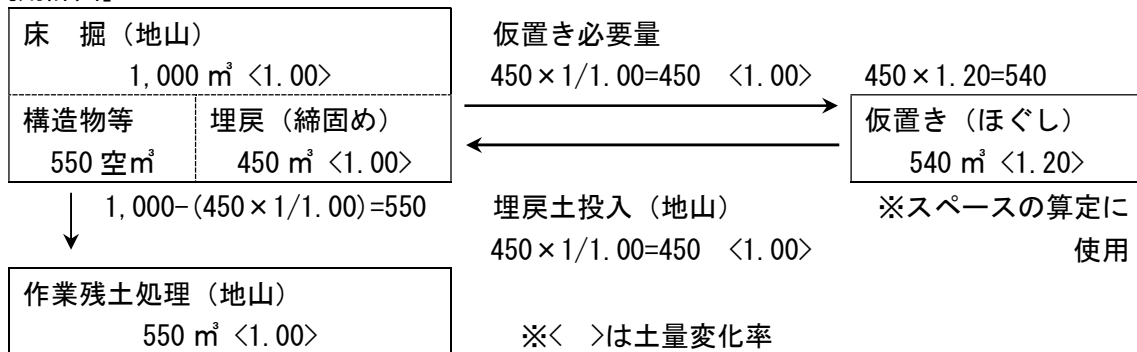 床　掘（地山）
1,000 ㎥ <1.00>
構造物等
550 空㎥
埋戻（締固め）
450 ㎥ <1.00>
仮置き必要量
450×1/1.00=450　<1.00>
450×1.20=540
仮置き（ほぐし）
540 ㎥ <1.20>
1,000-(450×1/1.00)=550
埋戻土投入（地山）
450×1/1.00=450　<1.00>
※スペースの算定に
使用
作業残土処理（地山）
550 ㎥ <1.00>
※<　>は土量変化率